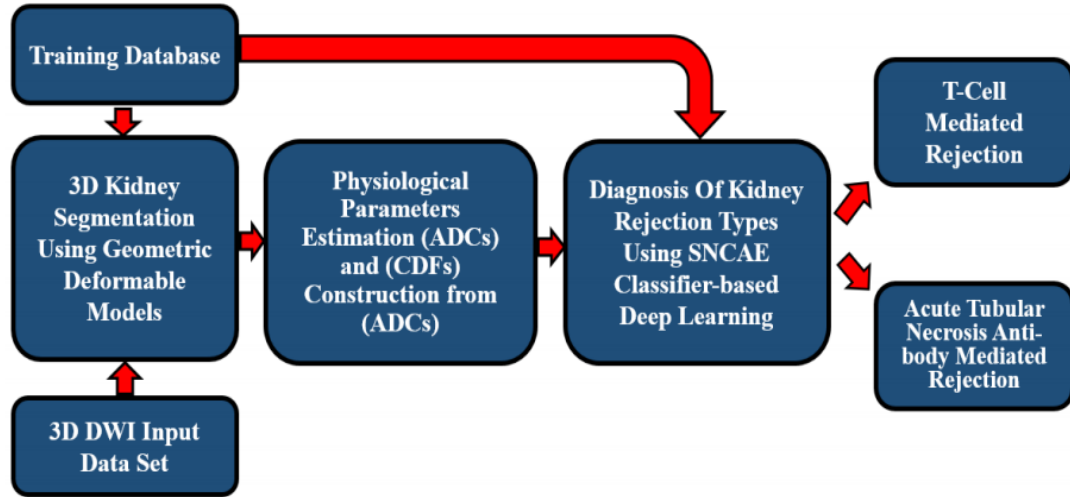 Training Database
3D Kidney
Segmentation
Using Geometric
Deformable
Models
3D DWI Input
Data Set
Physiological
Parameters
Estimation (ADCs)
and (CDFs)
Construction from
(ADCs)
Diagnosis Of Kidney
Rejection Types
Using SNCAE
Classifier-based
Deep Learning
T-Cell
Mediated
Rejection
Acute Tubular
Necrosis Anti-
body Mediated
Rejection